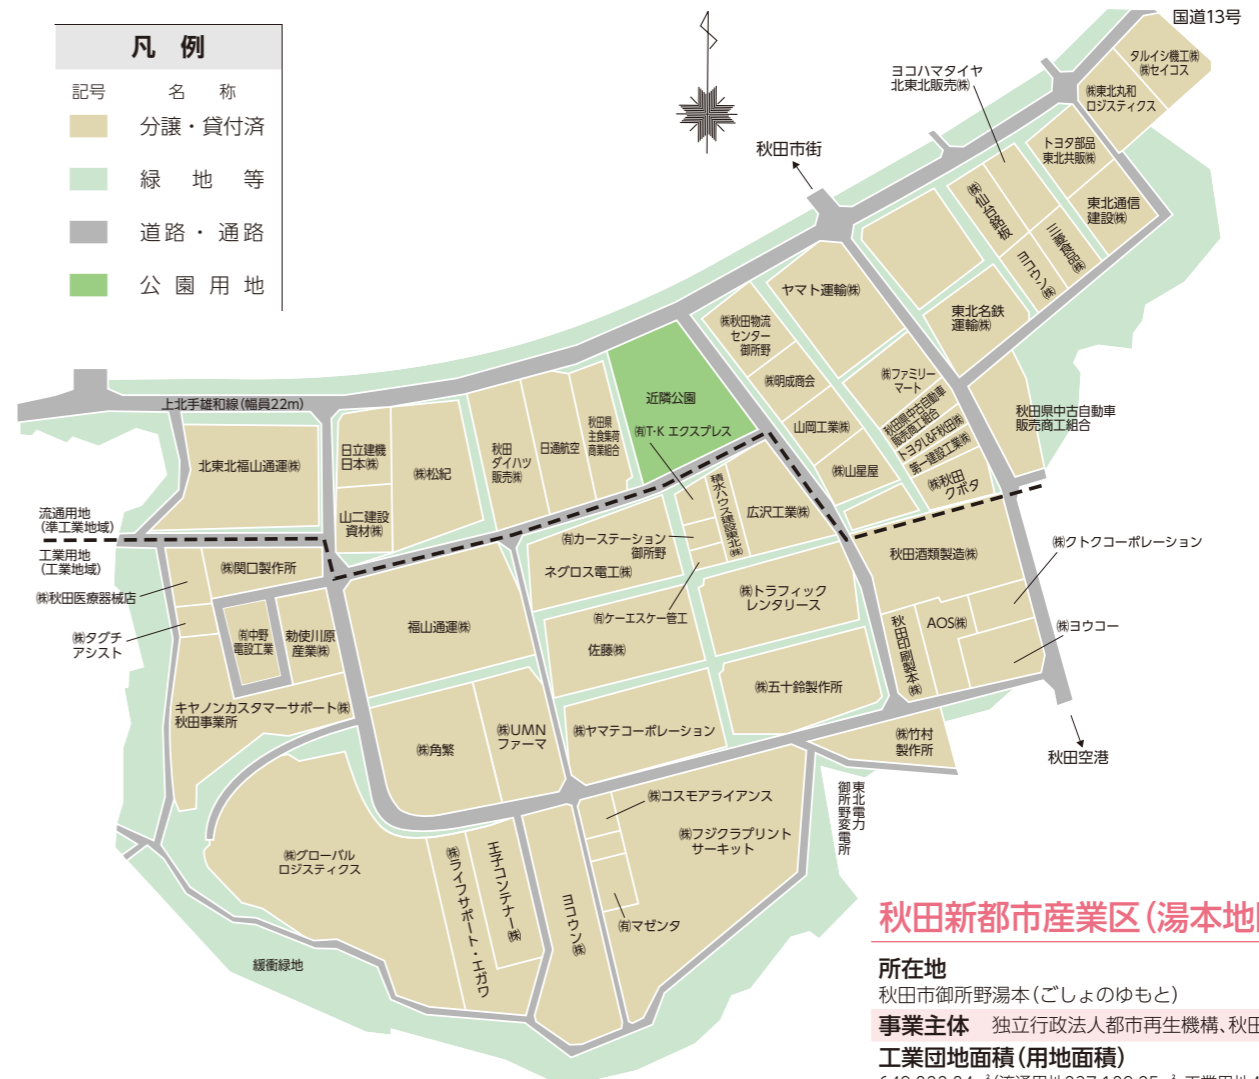 凡 例
記号 名 称
分譲・貸付済
緑 地 等
道路・通路
公 園 用 地
国道13号
タルイシ機工㈱
㈱セイコス
㈱東北丸和
ロジスティクス
ヨコハマタイヤ
北東北販売㈱
トヨタ部品
東北共販㈱
東北通信
建設㈱
秋田市街
㈱仙台銘板
三菱食品㈱
ヨコウン㈱
ヤマト運輸㈱
東北名鉄
運輸㈱
㈱秋田物流
センター
御所野
㈱明成商会
山岡工業㈱
㈱山星屋
㈱ファミリー
マート
秋田県中古自動車
販売商工組合
トヨタL&F秋田㈱
第一建設工業㈱
㈱秋田
クボタ
秋田県中古自動車
販売商工組合
近隣公園
㈲T・K エクスプレス
上北手雄和線(幅員22m)
北東北福山通運㈱
日立建機
日本㈱
山二建設
資材㈱
㈱松紀
秋田
ダイハツ
販売㈱
日通航空
秋田県
主食集荷
商業組合
流通用地
(準工業地域)
工業用地
(工業地域)
㈱関口製作所
㈱秋田医療器械店
㈱タグチ
アシスト
㈲中野
電設工業
勅使川原
産業㈱
キヤノンカスタマーサポート㈱
秋田事業所
福山通運㈱
㈲カーステーション
御所野
ネグロス電工㈱
積水ハウス建設東北㈱
広沢工業㈱
㈲ケーエスケー管工
佐藤㈱
㈱トラフィック
レンタリース
㈱五十鈴製作所
秋田酒類製造㈱
㈱クトクコーポレーション
AOS㈱
㈱ヨウコー
秋田印刷製本㈱
㈱竹村
製作所
秋田空港
㈱角繁
㈱UMN
ファーマ
㈱ヤマテコーポレーション
東北電力
御所野変電所
㈱コスモアライアンス
㈱フジクラプリント
サーキット
㈲マゼンタ
㈱グローバル
ロジスティクス
㈱ライフサポート・エガワ
王子コンテナー㈱
ヨコウン㈱
緩衝緑地
秋田新都市産業区(湯本地
所在地
秋田市御所野湯本(ごしょのゆもと)
事業主体 独立行政法人都市再生機構、秋田
工業団地面積(用地面積)